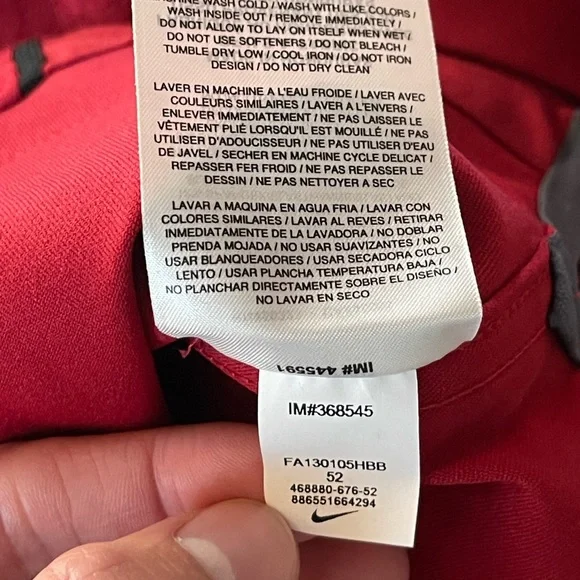 MACHINE WASH COLD / WASH WITH LIKE COLORS /
WASH INSIDE OUT / REMOVE IMMEDIATELY /
DO NOT ALLOW TO LAY ON ITSELF WHEN WET /
DO NOT USE SOFTENERS / DO NOT BLEACH /
TUMBLE DRY LOW / COOL IRON / DO NOT IRON
DESIGN / DO NOT DRY CLEAN
LAVER EN MACHINE A L'EAU FROIDE / LAVER AVEC
COULEURS SIMILAIRES / LAVER A L'ENVERS /
ENLEVER IMMEDIATEMENT / NE PAS LAISSER LE
VÊTEMENT PLIÉ LORSQU'IL EST MOUILLÉ / NE PAS
UTILISER D'ADOUCISSEUR / NE PAS UTILISER D'EAU
DE JAVEL / SECHER EN MACHINE CYCLE DELICAT /
REPASSER FER FROID / NE PAS REPASSER LE
DESSIN / NE PAS NETTOYER A SEC
LAVAR A MAQUINA EN AGUA FRIA / LAVAR CON
COLORES SIMILARES / LAVAR AL REVES / RETIRAR
INMEDIATAMENTE DE LA LAVADORA / NO DOBLAR
PRENDA MOJADA / NO USAR SUAVIZANTES / NO
USAR BLANQUEADORES / USAR SECADORA CICLO
LENTO / USAR PLANCHA TEMPERATURA BAJA /
NO PLANCHAR DIRECTAMENTE SOBRE EL DISEÑO /
NO LAVAR EN SECO
IM# 445591
IM#368545
FA130105HBB
52
468880-676-52
886551664294